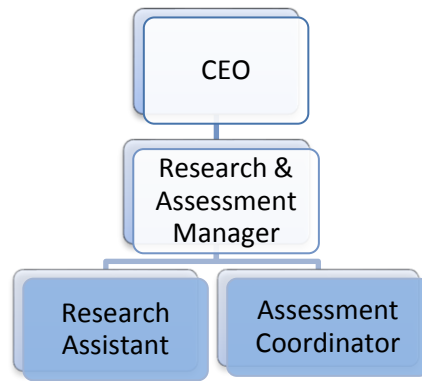 CEO
Research &
Assessment
Manager
Research
Assistant
Assessment
Coordinator